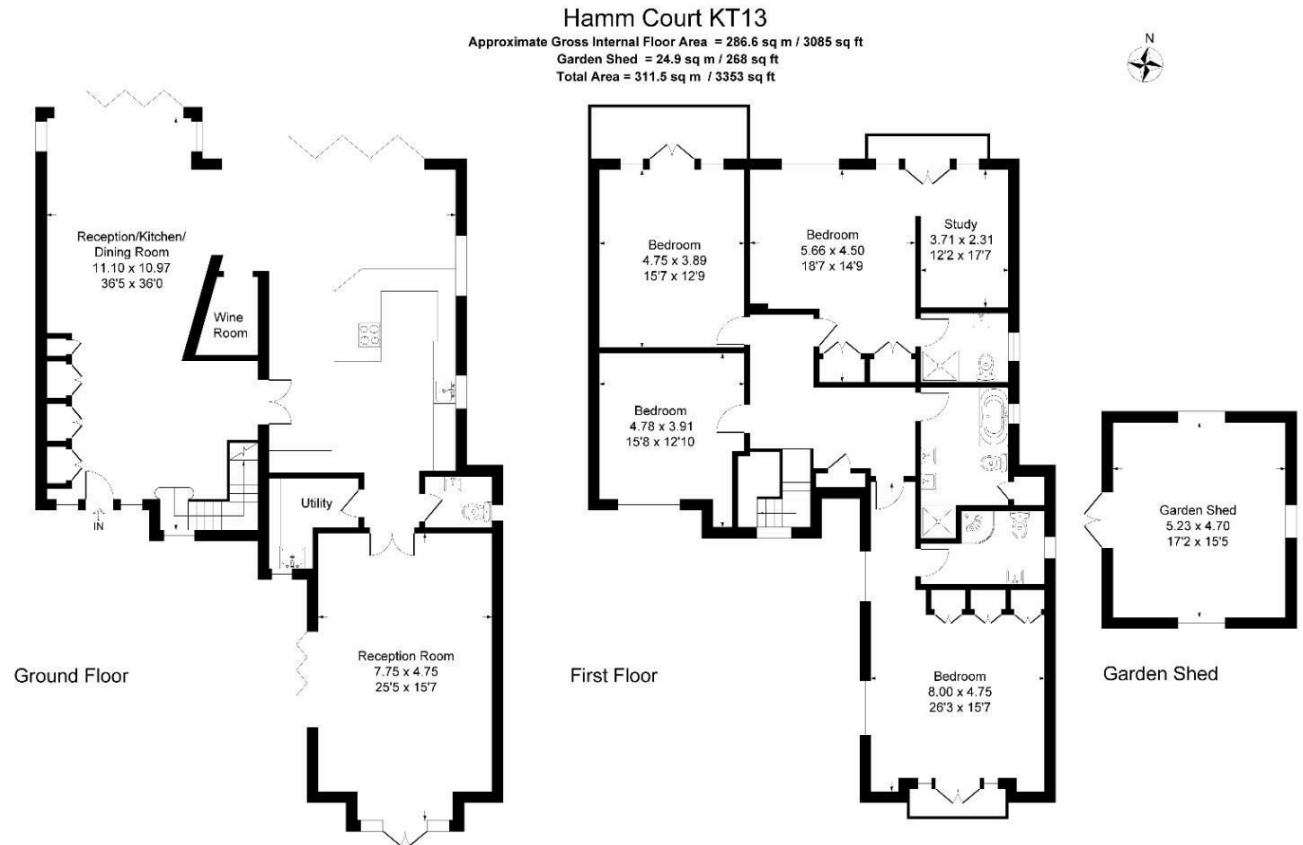 Hamm Court KT13
Approximate Gross Internal Floor Area = 286.6 sq m / 3085 sq ft
Garden Shed = 24.9 sq m / 268 sq ft
Total Area = 311.5 sq m / 3353 sq ft
N
Reception/Kitchen/
Dining Room
11.10 x 10.97
36'5 x 36'0
Wine
Room
Utility
IN
Reception Room
7.75 x 4.75
25'5 x 15'7
Ground Floor
Bedroom
4.75 x 3.89
15'7 x 12'9
Bedroom
5.66 x 4.50
18'7 x 14'9
Study
3.71 x 2.31
12'2 x 17'7
Bedroom
4.78 x 3.91
15'8 x 12'10
Bedroom
8.00 x 4.75
26'3 x 15'7
First Floor
Garden Shed
5.23 x 4.70
17'2 x 15'5
Garden Shed